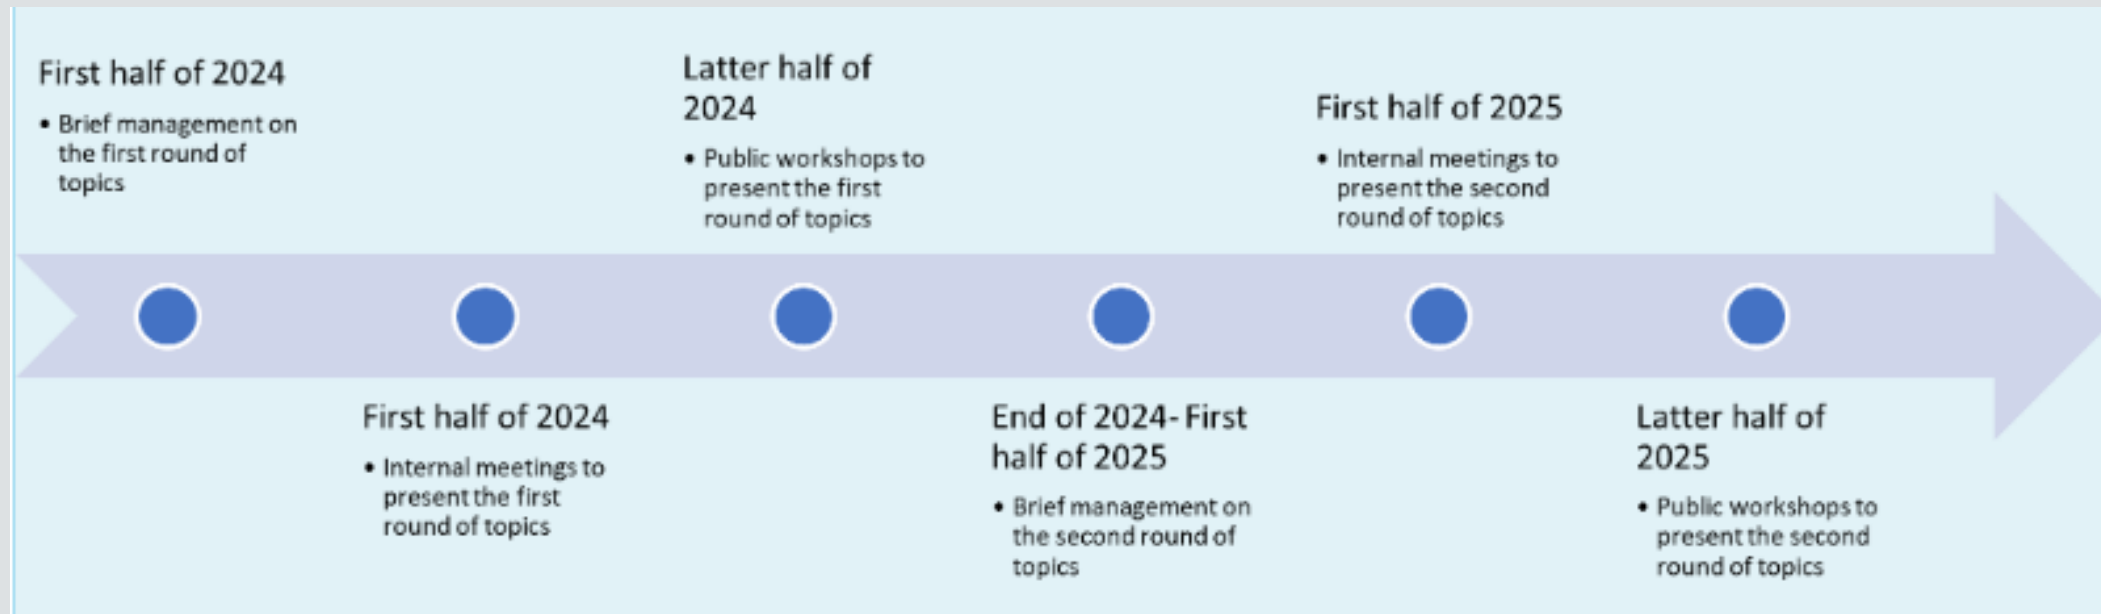 First half of 2024
• Brief management on
the first round of
topics
First half of 2024
• Internal meetings to
present the first
round of topics
Latter half of
2024
• Public workshops to
present the first
round of topics
End of 2024-First
half of 2025
• Brief management on
the second round of
topics
First half of 2025
• Internal meetings to
present the second
round of topics
Latter half of
2025
• Public workshops to
present the second
round of topics